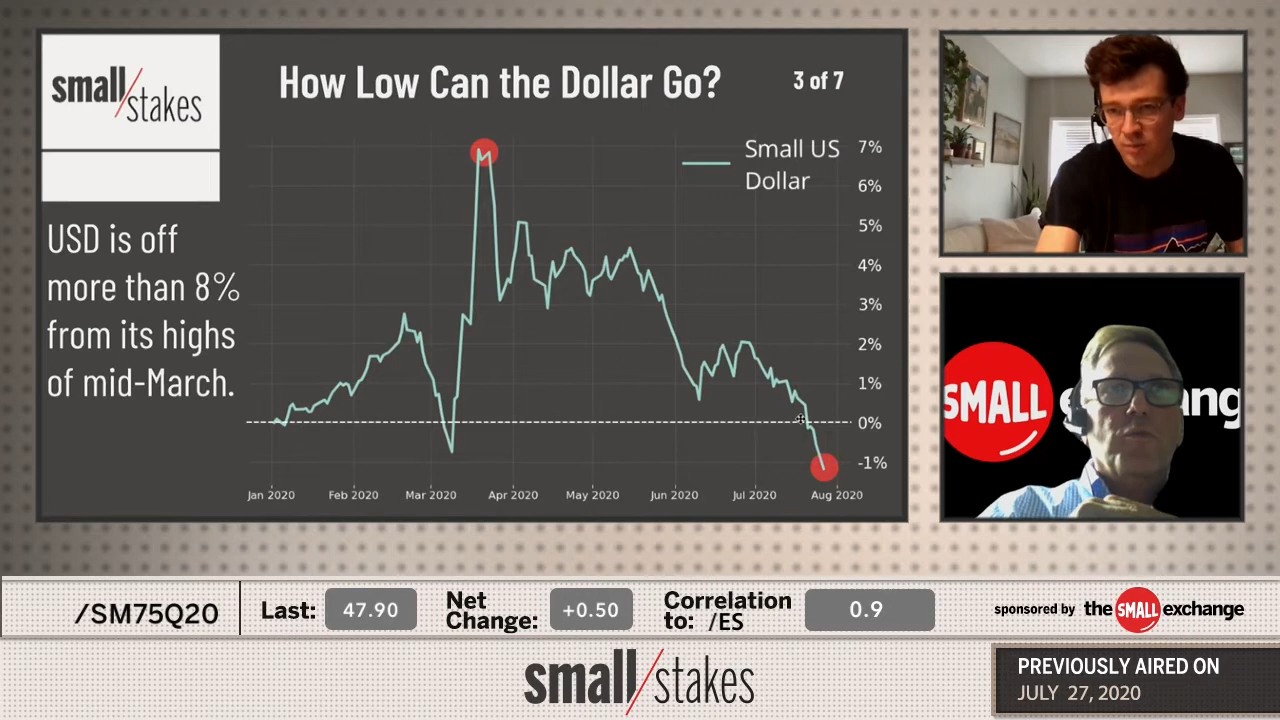 small/stakes
How Low Can the Dollar Go?
3 of 7
USD is off
more than 8%
from its highs
of mid-March.
Small US
Dollar
7%
6%
5%
4%
3%
2%
1%
0%
-1%
Jan 2020
Feb 2020
Mar 2020
Apr 2020
May 2020
Jun 2020
Jul 2020
Aug 2020
SMALL
/SM75Q20
Last:
47.90
Net
Change:
+0.50
Correlation
to: /ES
0.9
sponsored by the SMALL exchange
small/stakes
PREVIOUSLY AIRED ON
JULY 27, 2020